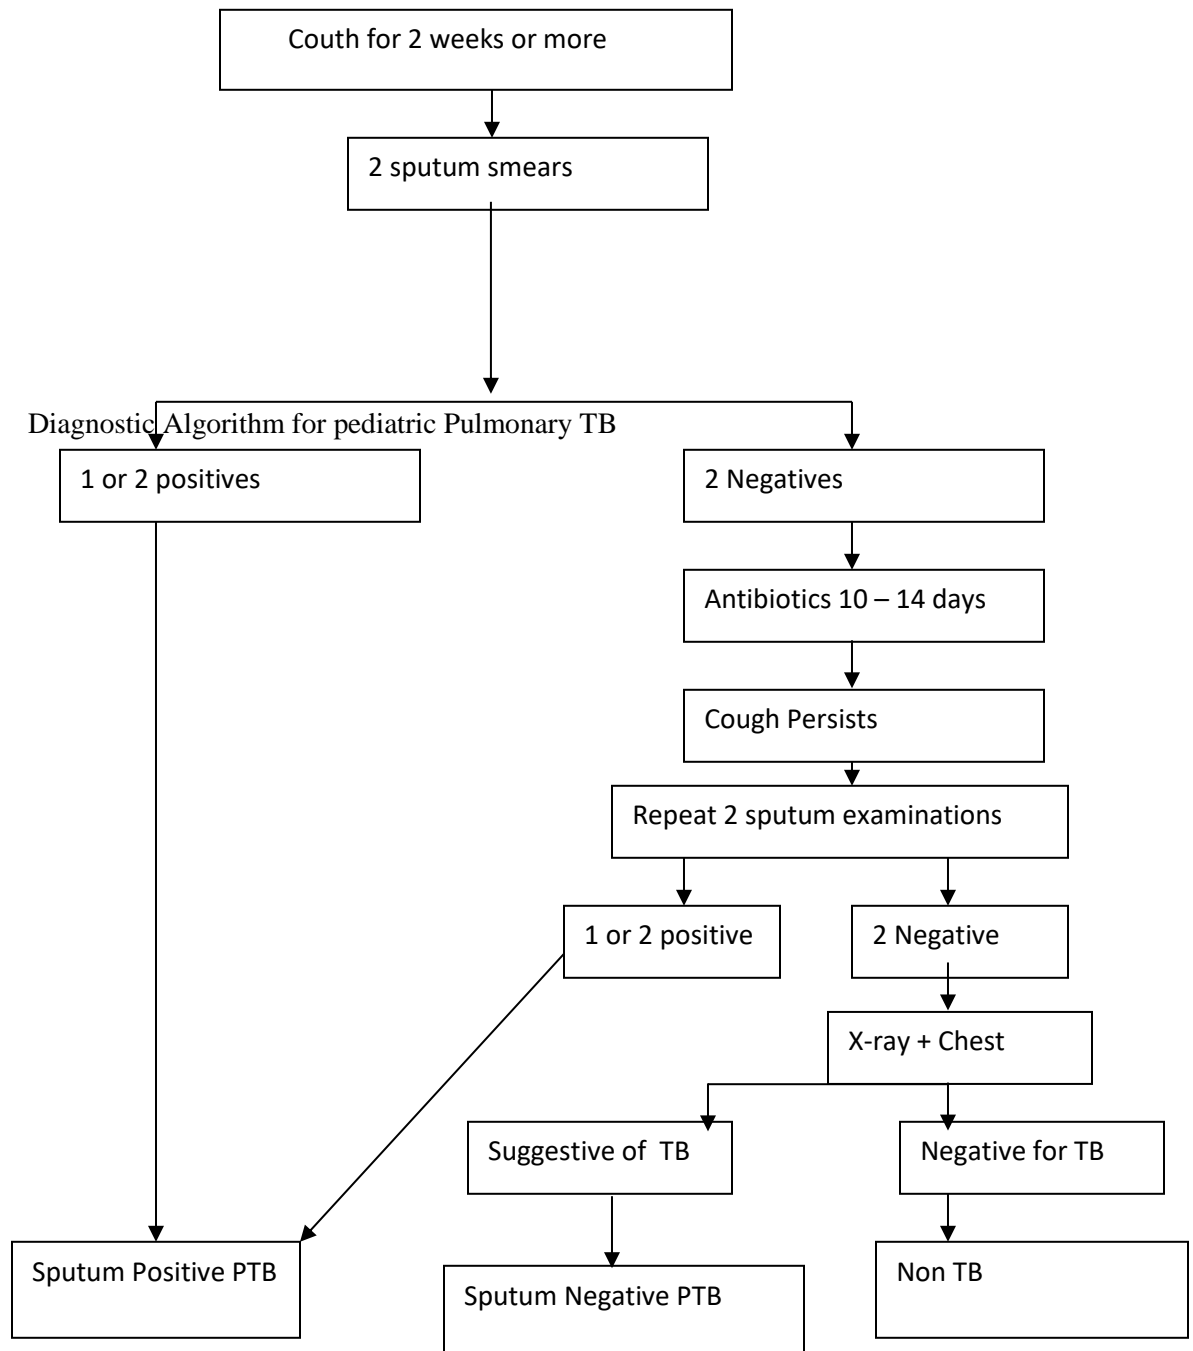 Couth for 2 weeks or more
2 sputum smears
Diagnostic Algorithm for pediatric Pulmonary TB
1 or 2 positives
2 Negatives
Antibiotics 10 – 14 days
Cough Persists
Repeat 2 sputum examinations
1 or 2 positive
2 Negative
X-ray + Chest
Suggestive of  TB
Negative for TB
Sputum Positive PTB
Sputum Negative PTB
Non TB